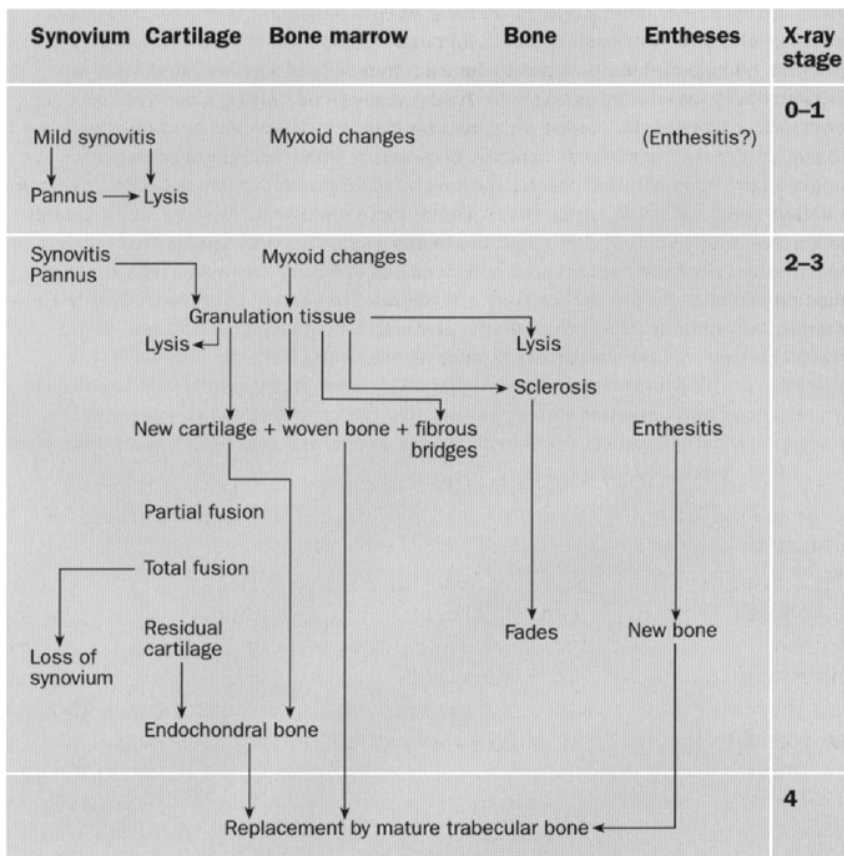 Synovium Cartilage Bone marrow Bone Entheses X-ray
stage
0–1
Mild synovitis Myxoid changes (Enthesitis?)
Pannus Lysis
Synovitis Myxoid changes 2–3
Pannus
Granulation tissue
Lysis Lysis
Sclerosis
New cartilage + woven bone + fibrous Enthesitis
bridges
Partial fusion
Total fusion
Residual Fades New bone
cartilage
Loss of
synovium
Endochondral bone
4
Replacement by mature trabecular bone